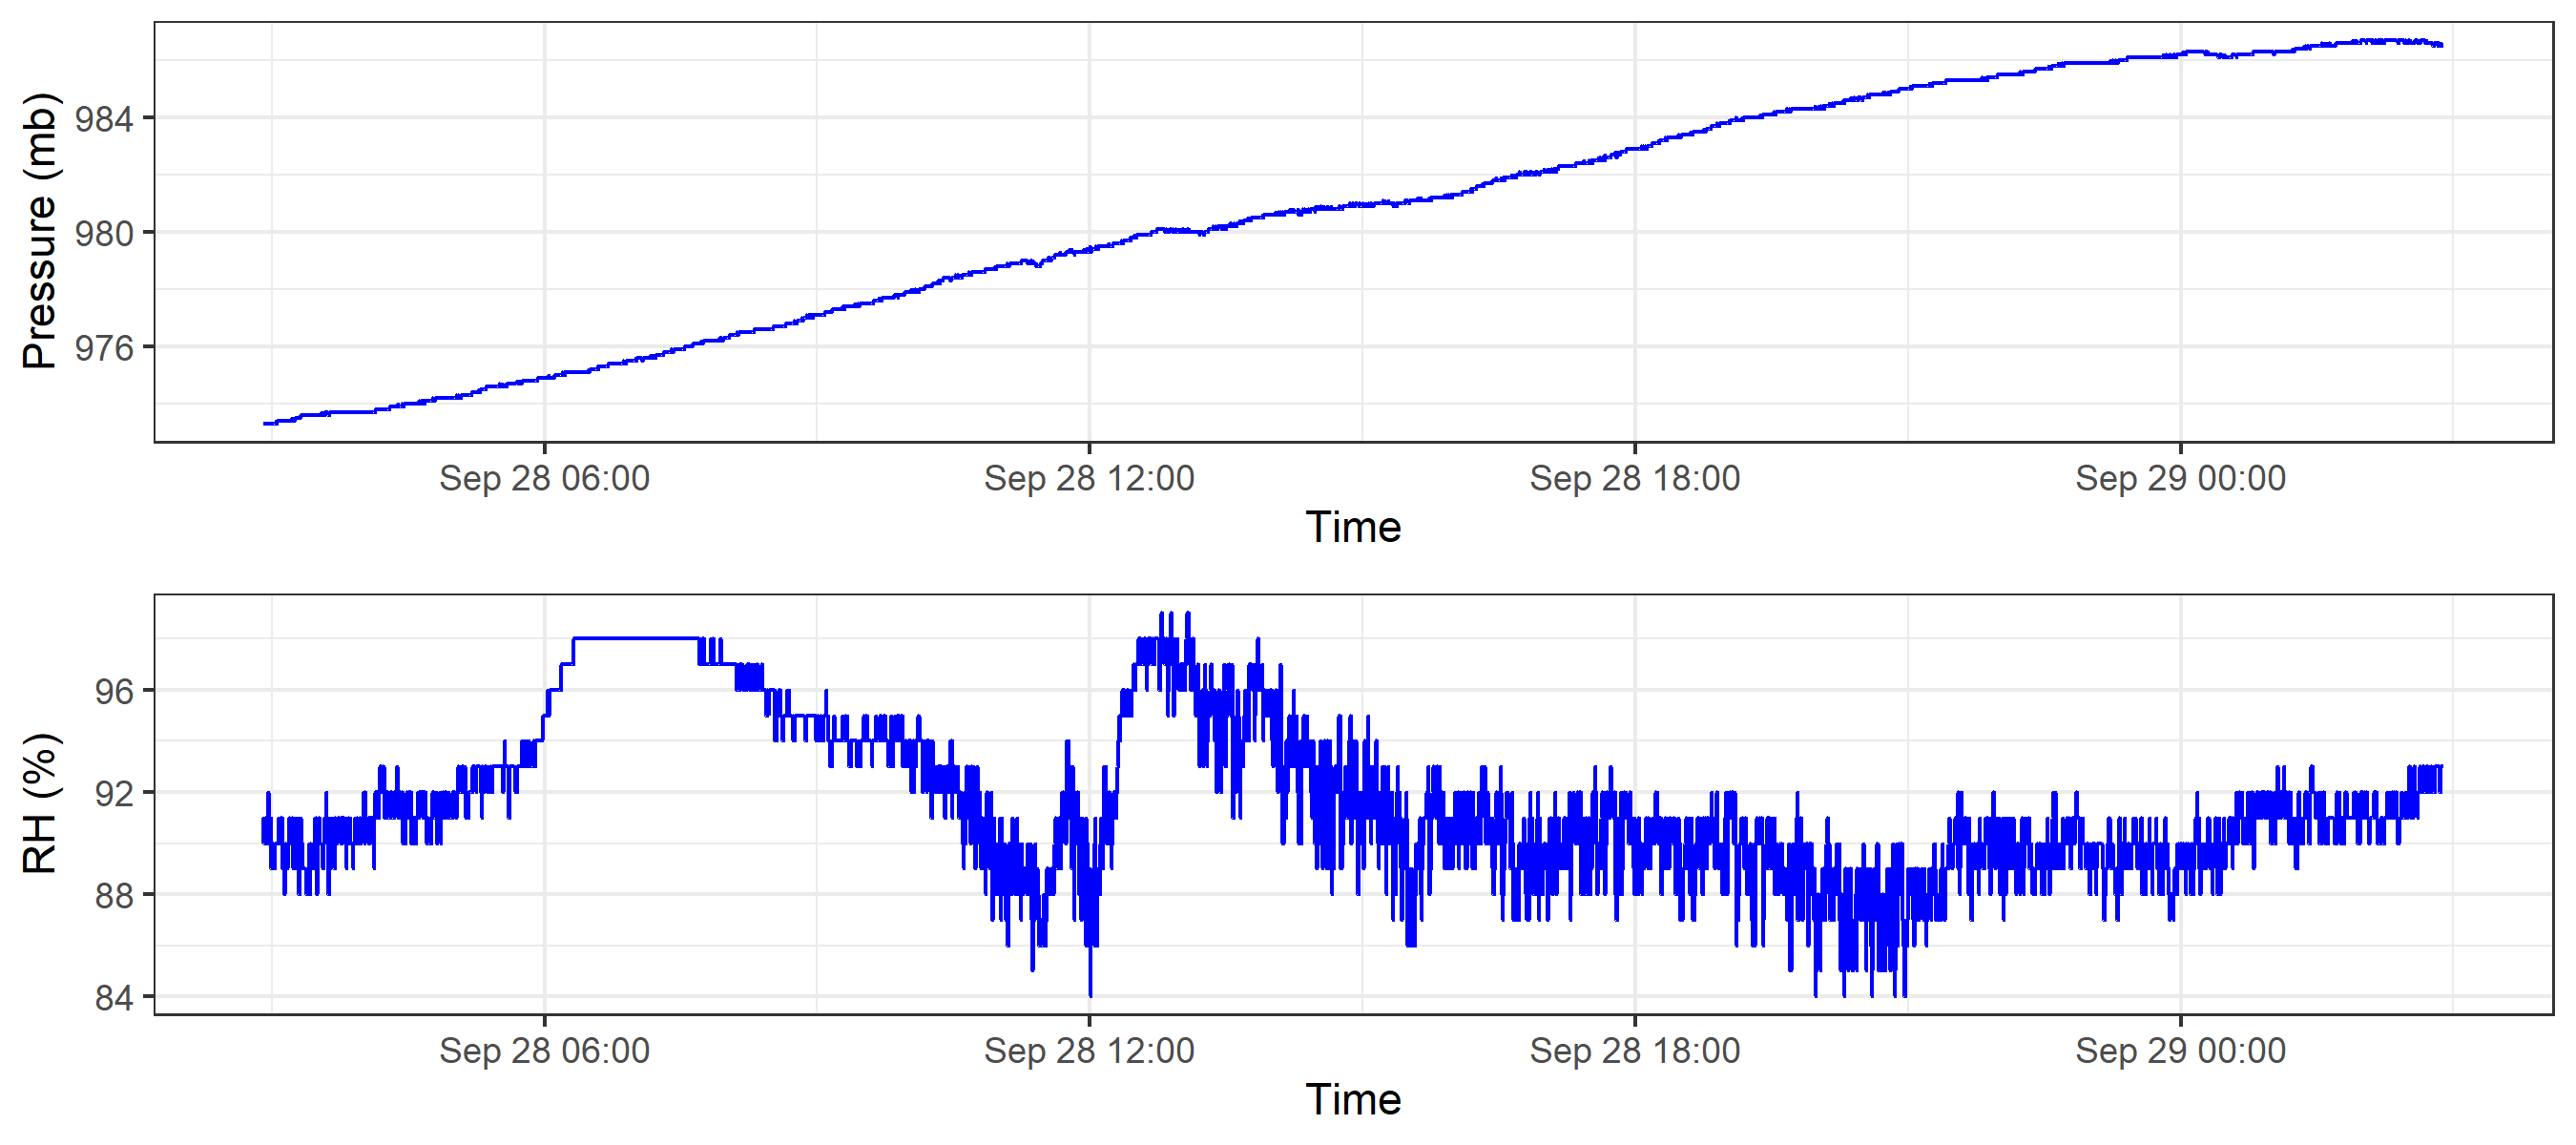 Pressure (mb)
984
980
976
Sep 28 06:00
Sep 28 12:00
Sep 28 18:00
Sep 29 00:00
Time
RH (%)
96
92
88
84
Sep 28 06:00
Sep 28 12:00
Sep 28 18:00
Sep 29 00:00
Time